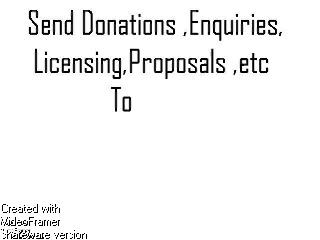 Send Donations ,Enquiries,
Licensing,Proposals ,etc
To
Created with
VideoFramer
Shareware version